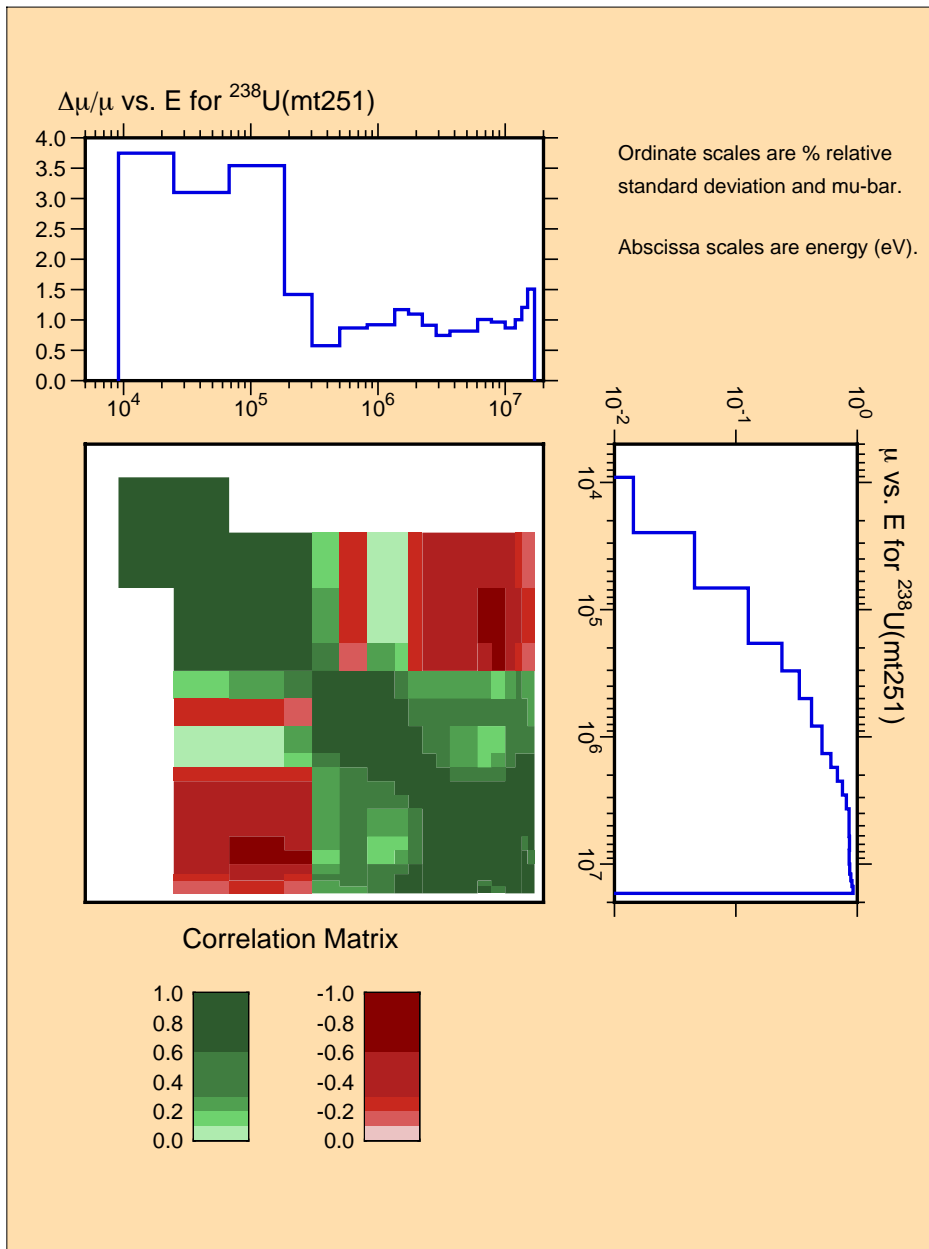 Δμ/μ vs. E for ²³⁸U(mt251)
4.0
3.5
3.0
2.5
2.0
1.5
1.0
0.5
0.0
10⁴ 10⁵ 10⁶ 10⁷
Ordinate scales are % relative
standard deviation and mu-bar.
Abscissa scales are energy (eV).
10⁻² 10⁻¹ 10⁰
μ vs. E for ²³⁸U(mt251)
10⁴
10⁵
10⁶
10⁷
Correlation Matrix
1.0 -1.0
0.8 -0.8
0.6 -0.6
0.4 -0.4
0.2 -0.2
0.0 0.0